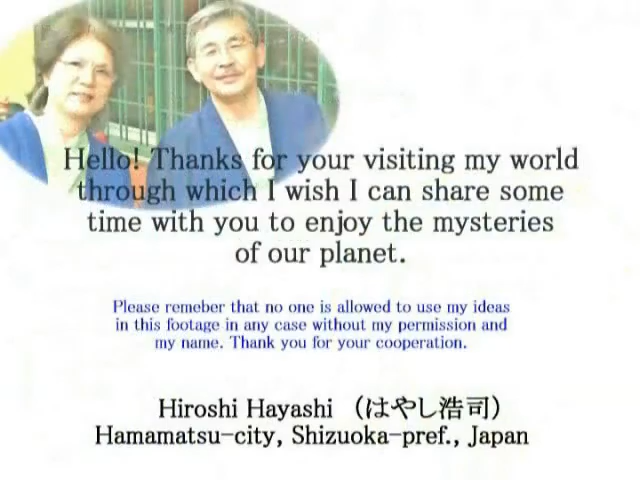 Hello! Thanks for your visiting my world
through which I wish I can share some
time with you to enjoy the mysteries
of our planet.
Please remeber that no one is allowed to use my ideas
in this footage in any case without my permission and
my name. Thank you for your cooperation.
Hiroshi Hayashi （はやし浩司）
Hamamatsu-city, Shizuoka-pref., Japan